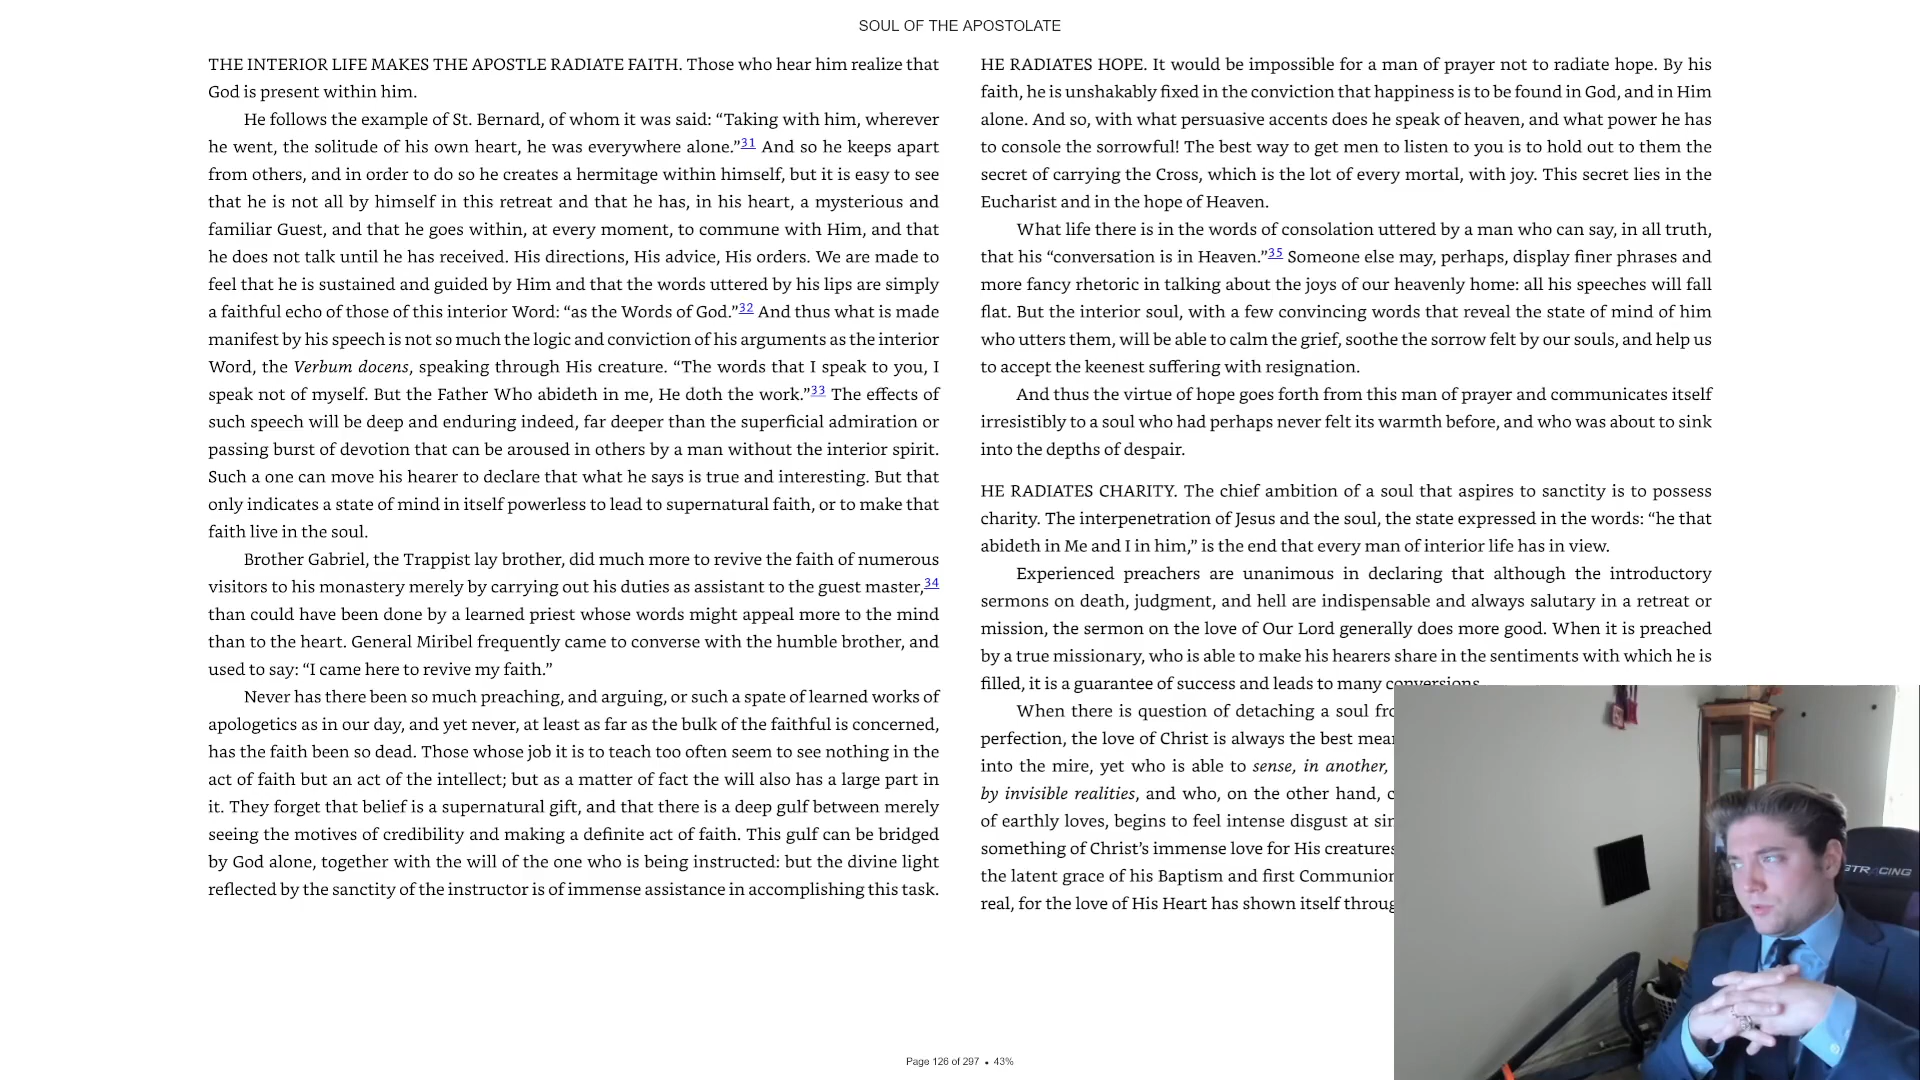 SOUL OF THE APOSTOLATE
THE INTERIOR LIFE MAKES THE APOSTLE RADIATE FAITH. Those who hear him realize that
God is present within him.
He follows the example of St. Bernard, of whom it was said: “Taking with him, wherever
he went, the solitude of his own heart, he was everywhere alone.”31 And so he keeps apart
from others, and in order to do so he creates a hermitage within himself, but it is easy to see
that he is not all by himself in this retreat and that he has, in his heart, a mysterious and
familiar Guest, and that he goes within, at every moment, to commune with Him, and that
he does not talk until he has received. His directions, His advice, His orders. We are made to
feel that he is sustained and guided by Him and that the words uttered by his lips are simply
a faithful echo of those of this interior Word: “as the Words of God.”32 And thus what is made
manifest by his speech is not so much the logic and conviction of his arguments as the interior
Word, the Verbum docens, speaking through His creature. “The words that I speak to you, I
speak not of myself. But the Father Who abideth in me, He doth the work.”33 The effects of
such speech will be deep and enduring indeed, far deeper than the superficial admiration or
passing burst of devotion that can be aroused in others by a man without the interior spirit.
Such a one can move his hearer to declare that what he says is true and interesting. But that
only indicates a state of mind in itself powerless to lead to supernatural faith, or to make that
faith live in the soul.
Brother Gabriel, the Trappist lay brother, did much more to revive the faith of numerous
visitors to his monastery merely by carrying out his duties as assistant to the guest master,34
than could have been done by a learned priest whose words might appeal more to the mind
than to the heart. General Miribel frequently came to converse with the humble brother, and
used to say: “I came here to revive my faith.”
Never has there been so much preaching, and arguing, or such a spate of learned works of
apologetics as in our day, and yet never, at least as far as the bulk of the faithful is concerned,
has the faith been so dead. Those whose job it is to teach too often seem to see nothing in the
act of faith but an act of the intellect; but as a matter of fact the will also has a large part in
it. They forget that belief is a supernatural gift, and that there is a deep gulf between merely
seeing the motives of credibility and making a definite act of faith. This gulf can be bridged
by God alone, together with the will of the one who is being instructed: but the divine light
reflected by the sanctity of the instructor is of immense assistance in accomplishing this task.
HE RADIATES HOPE. It would be impossible for a man of prayer not to radiate hope. By his
faith, he is unshakably fixed in the conviction that happiness is to be found in God, and in Him
alone. And so, with what persuasive accents does he speak of heaven, and what power he has
to console the sorrowful! The best way to get men to listen to you is to hold out to them the
secret of carrying the Cross, which is the lot of every mortal, with joy. This secret lies in the
Eucharist and in the hope of Heaven.
What life there is in the words of consolation uttered by a man who can say, in all truth,
that his “conversation is in Heaven.”35 Someone else may, perhaps, display finer phrases and
more fancy rhetoric in talking about the joys of our heavenly home: all his speeches will fall
flat. But the interior soul, with a few convincing words that reveal the state of mind of him
who utters them, will be able to calm the grief, soothe the sorrow felt by our souls, and help us
to accept the keenest suffering with resignation.
And thus the virtue of hope goes forth from this man of prayer and communicates itself
irresistibly to a soul who had perhaps never felt its warmth before, and who was about to sink
into the depths of despair.
HE RADIATES CHARITY. The chief ambition of a soul that aspires to sanctity is to possess
charity. The interpenetration of Jesus and the soul, the state expressed in the words: “he that
abideth in Me and I in him,” is the end that every man of interior life has in view.
Experienced preachers are unanimous in declaring that although the introductory
sermons on death, judgment, and hell are indispensable and always salutary in a retreat or
mission, the sermon on the love of Our Lord generally does more good. When it is preached
by a true missionary, who is able to make his hearers share in the sentiments with which he is
filled, it is a guarantee of success and leads to many conversions.
When there is question of detaching a soul
perfection, the love of Christ is always the best
into the mire, yet who is able to sense, in another,
by invisible realities, and who, on the other hand,
of earthly loves, begins to feel intense disgust at
something of Christ’s immense love for His creatures
the latent grace of his Baptism and first Communion
real, for the love of His Heart has shown itself
GTRACING
Page 126 of 297 • 43%